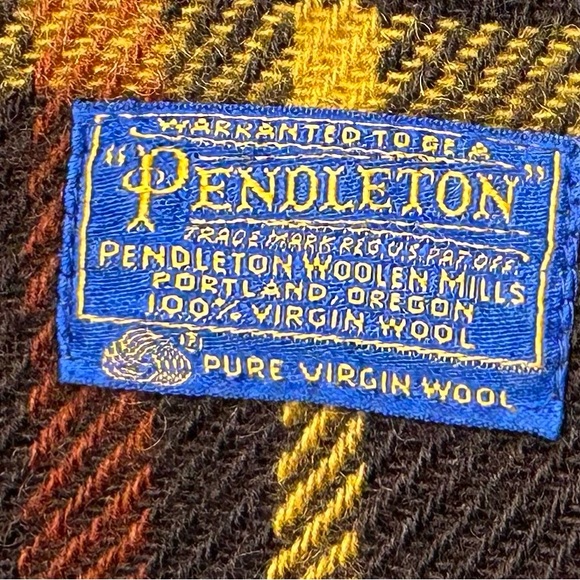 WARRANTED TO BE A
"PENDLETON"
TRADE MARK REG. U.S. PAT. OFF.
PENDLETON WOOLEN MILLS
PORTLAND, OREGON
100% VIRGIN WOOL
PURE VIRGIN WOOL